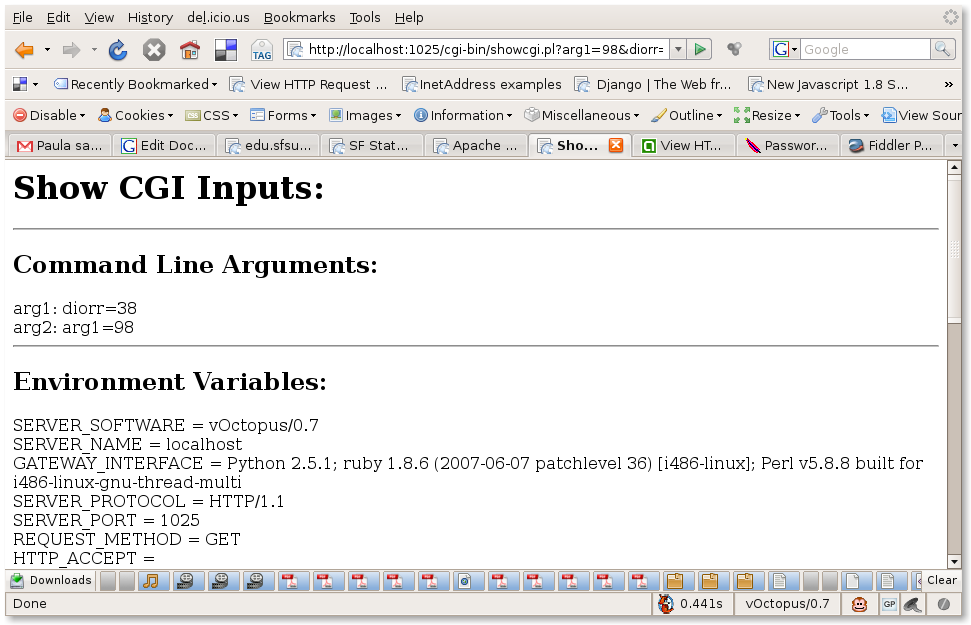 File Edit View History del.icio.us Bookmarks Tools Help
TAG http://localhost:1025/cgi-bin/showcgi.pl?arg1=98&diorr= G Google
Recently Bookmarked View HTTP Request ... InetAddress examples Django | The Web fr... New Javascript 1.8 S... »
Disable Cookies CSS Forms Images Information Miscellaneous Outline Resize Tools View Sour
Paula sa... Edit Doc... edu.sfsu... SF Stat... Apache ... Sho... View HT... Passwor... Fiddler P...
Show CGI Inputs:
Command Line Arguments:
arg1: diorr=38
arg2: arg1=98
Environment Variables:
SERVER_SOFTWARE = vOctopus/0.7
SERVER_NAME = localhost
GATEWAY_INTERFACE = Python 2.5.1; ruby 1.8.6 (2007-06-07 patchlevel 36) [i486-linux]; Perl v5.8.8 built for
i486-linux-gnu-thread-multi
SERVER_PROTOCOL = HTTP/1.1
SERVER_PORT = 1025
REQUEST_METHOD = GET
HTTP_ACCEPT =
Downloads Clear
Done 0.441s vOctopus/0.7 GP